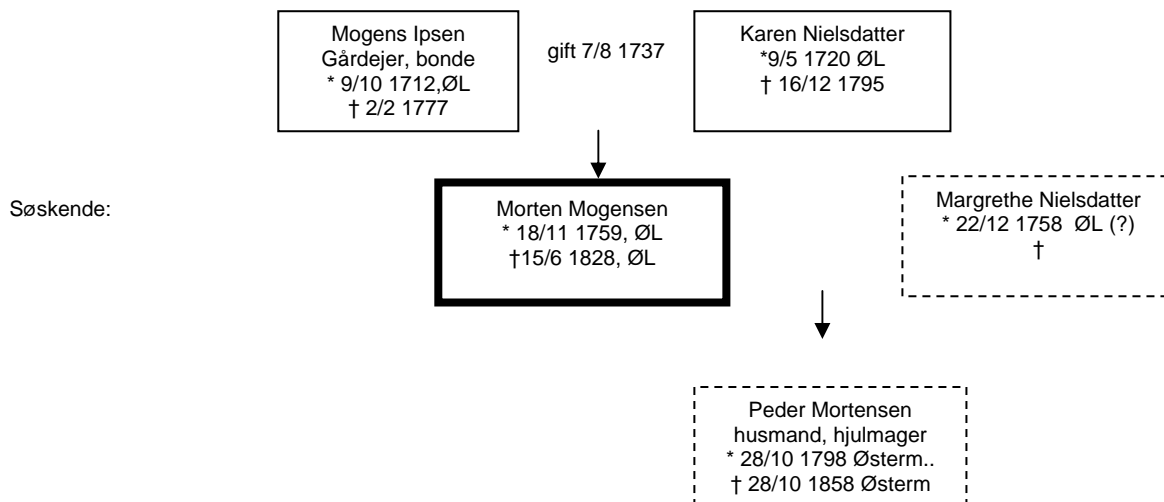 Mogens Ipsen
Gårdejer, bonde
* 9/10 1712,ØL
† 2/2 1777
gift 7/8 1737
Karen Nielsdatter
*9/5 1720 ØL
† 16/12 1795
Søskende:
Morten Mogensen
* 18/11 1759, ØL
†15/6 1828, ØL
Margrethe Nielsdatter
* 22/12 1758 ØL (?)
†
Peder Mortensen
husmand, hjulmager
* 28/10 1798 Østerm..
† 28/10 1858 Østerm